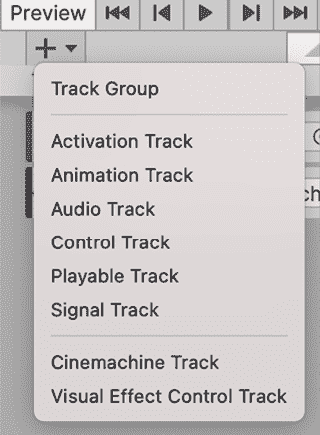 Preview
Track Group
Activation Track
Animation Track
Audio Track
Control Track
Playable Track
Signal Track
Cinemachine Track
Visual Effect Control Track